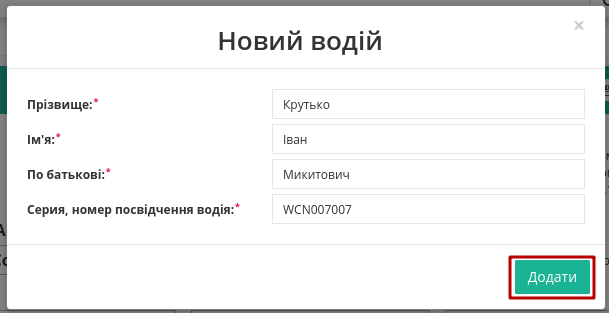 ×
Новий водій
Прізвище:* Крутько
Ім'я:* Іван
По батькові:* Микитович
Серия, номер посвідчення водія:* WCN007007
Додати